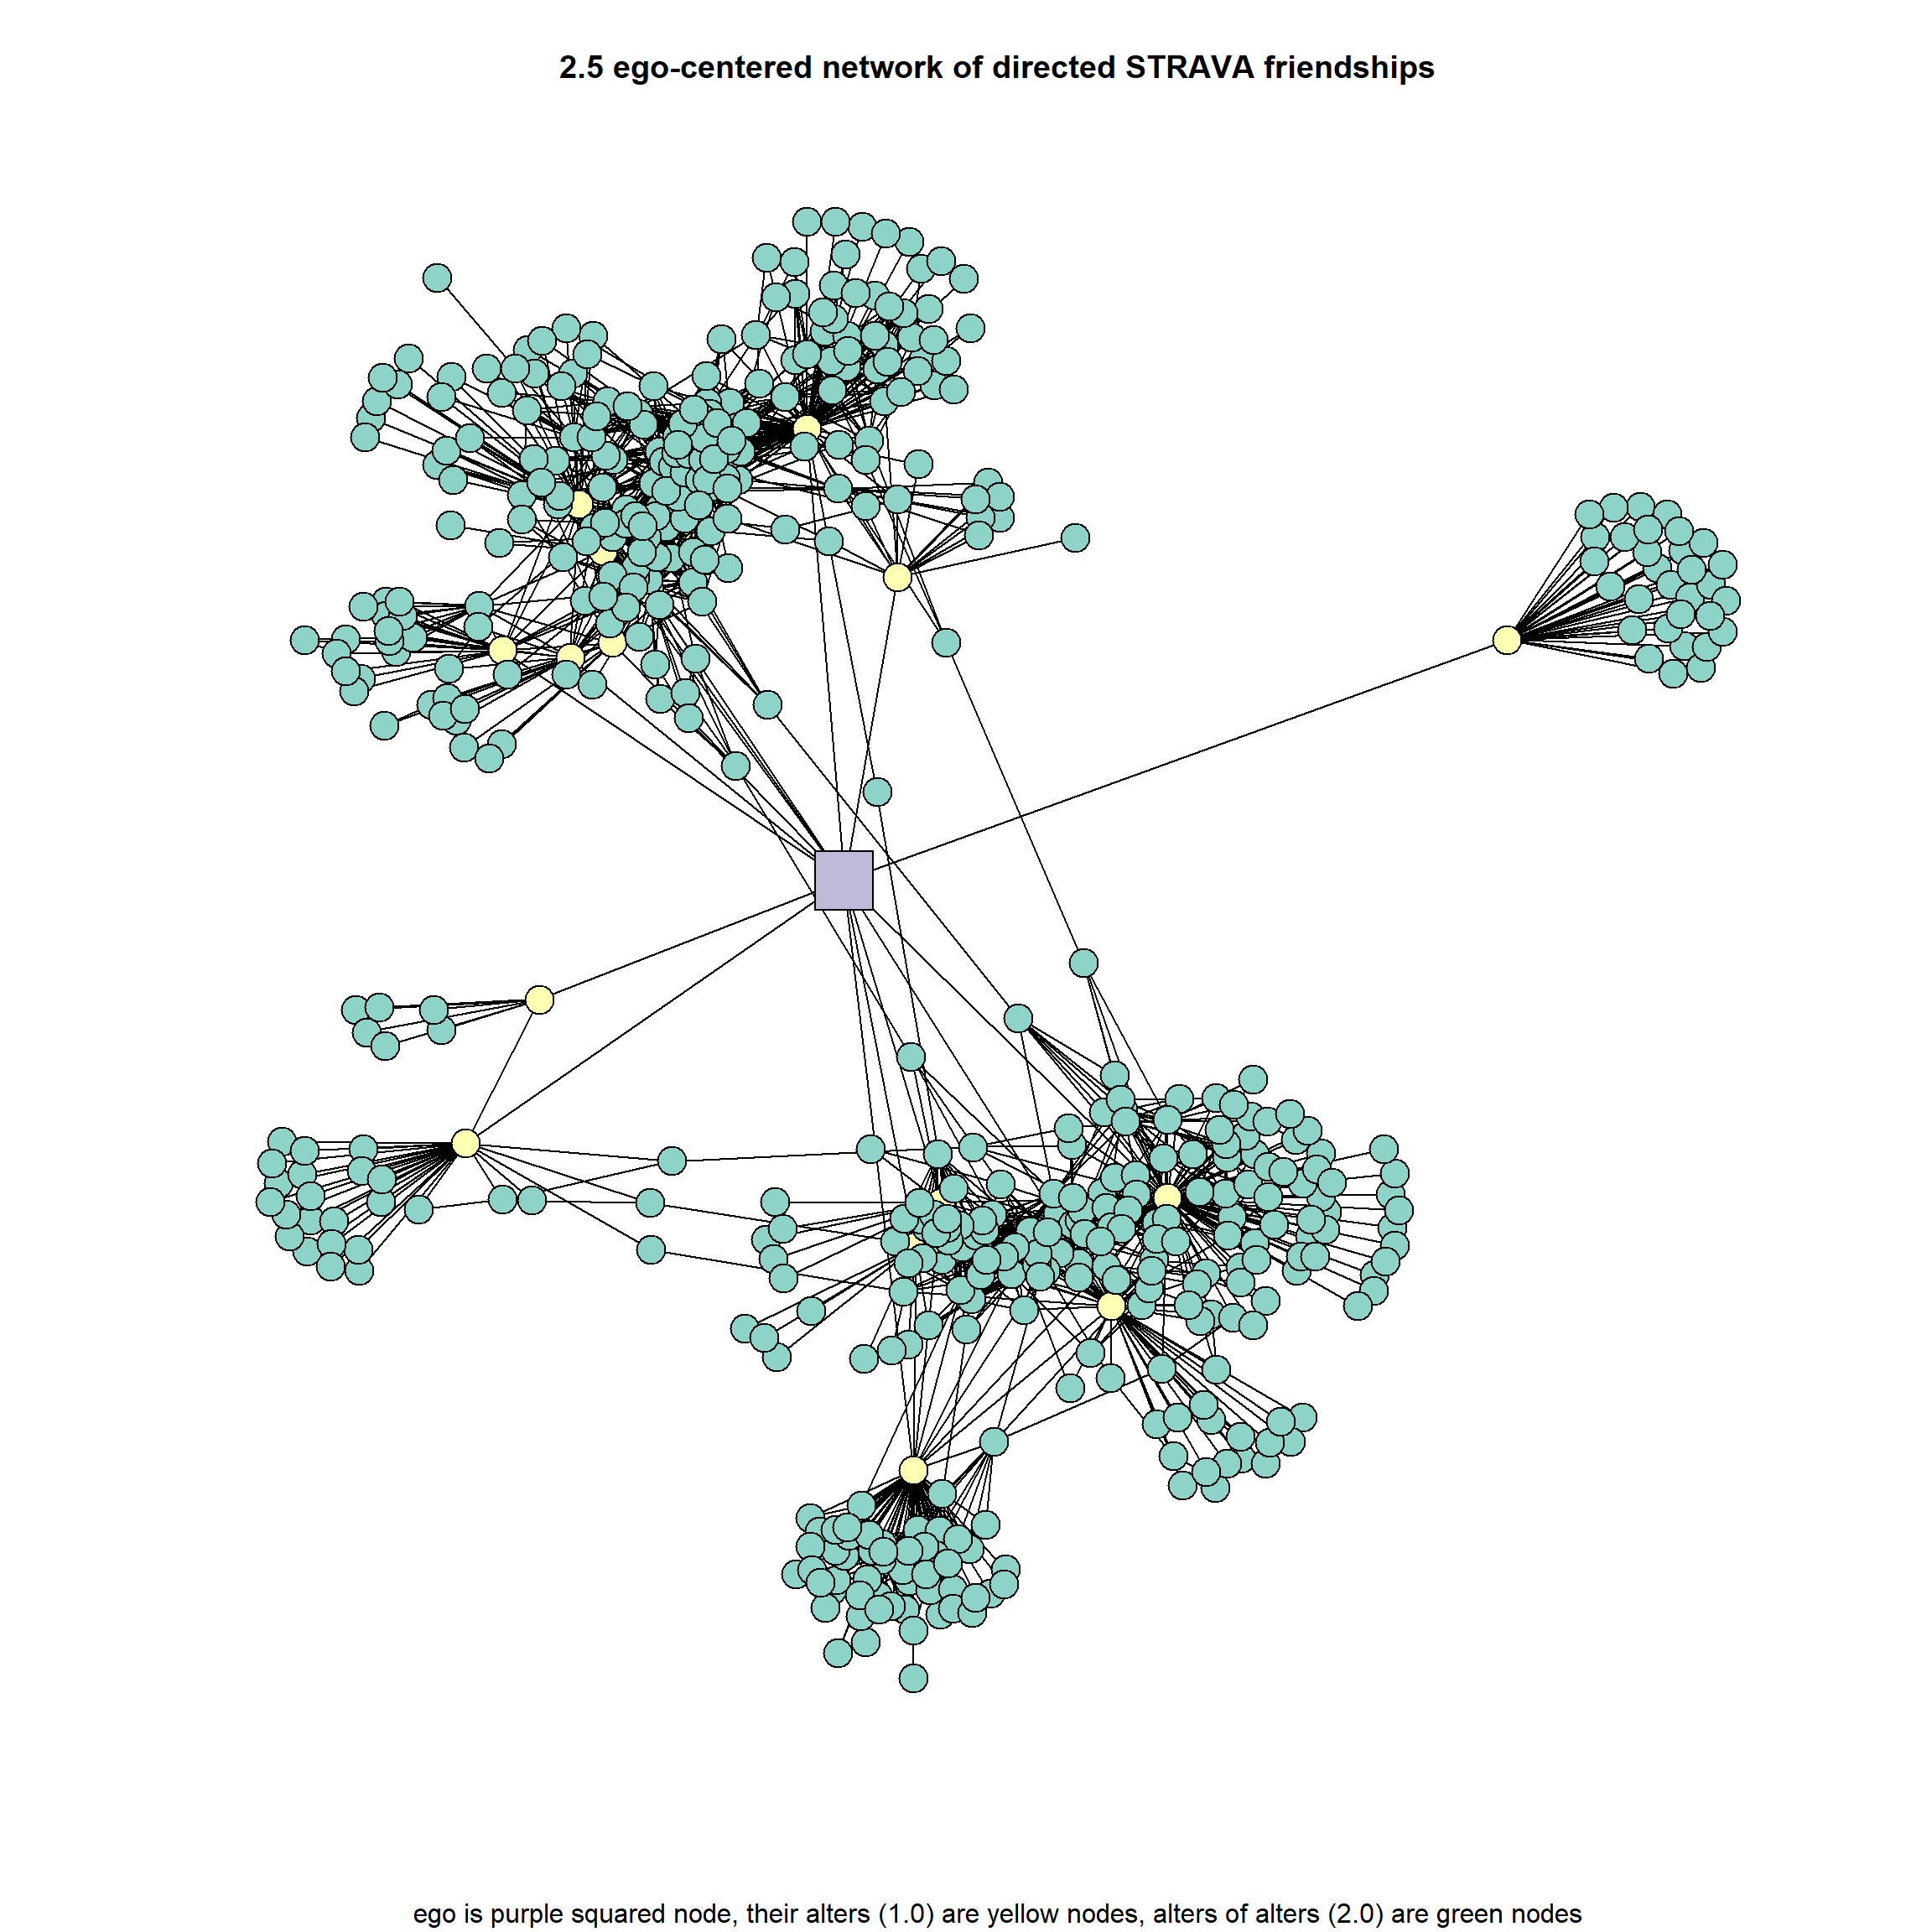 2.5 ego-centered network of directed STRAVA friendships
ego is purple squared node, their alters (1.0) are yellow nodes, alters of alters (2.0) are green nodes